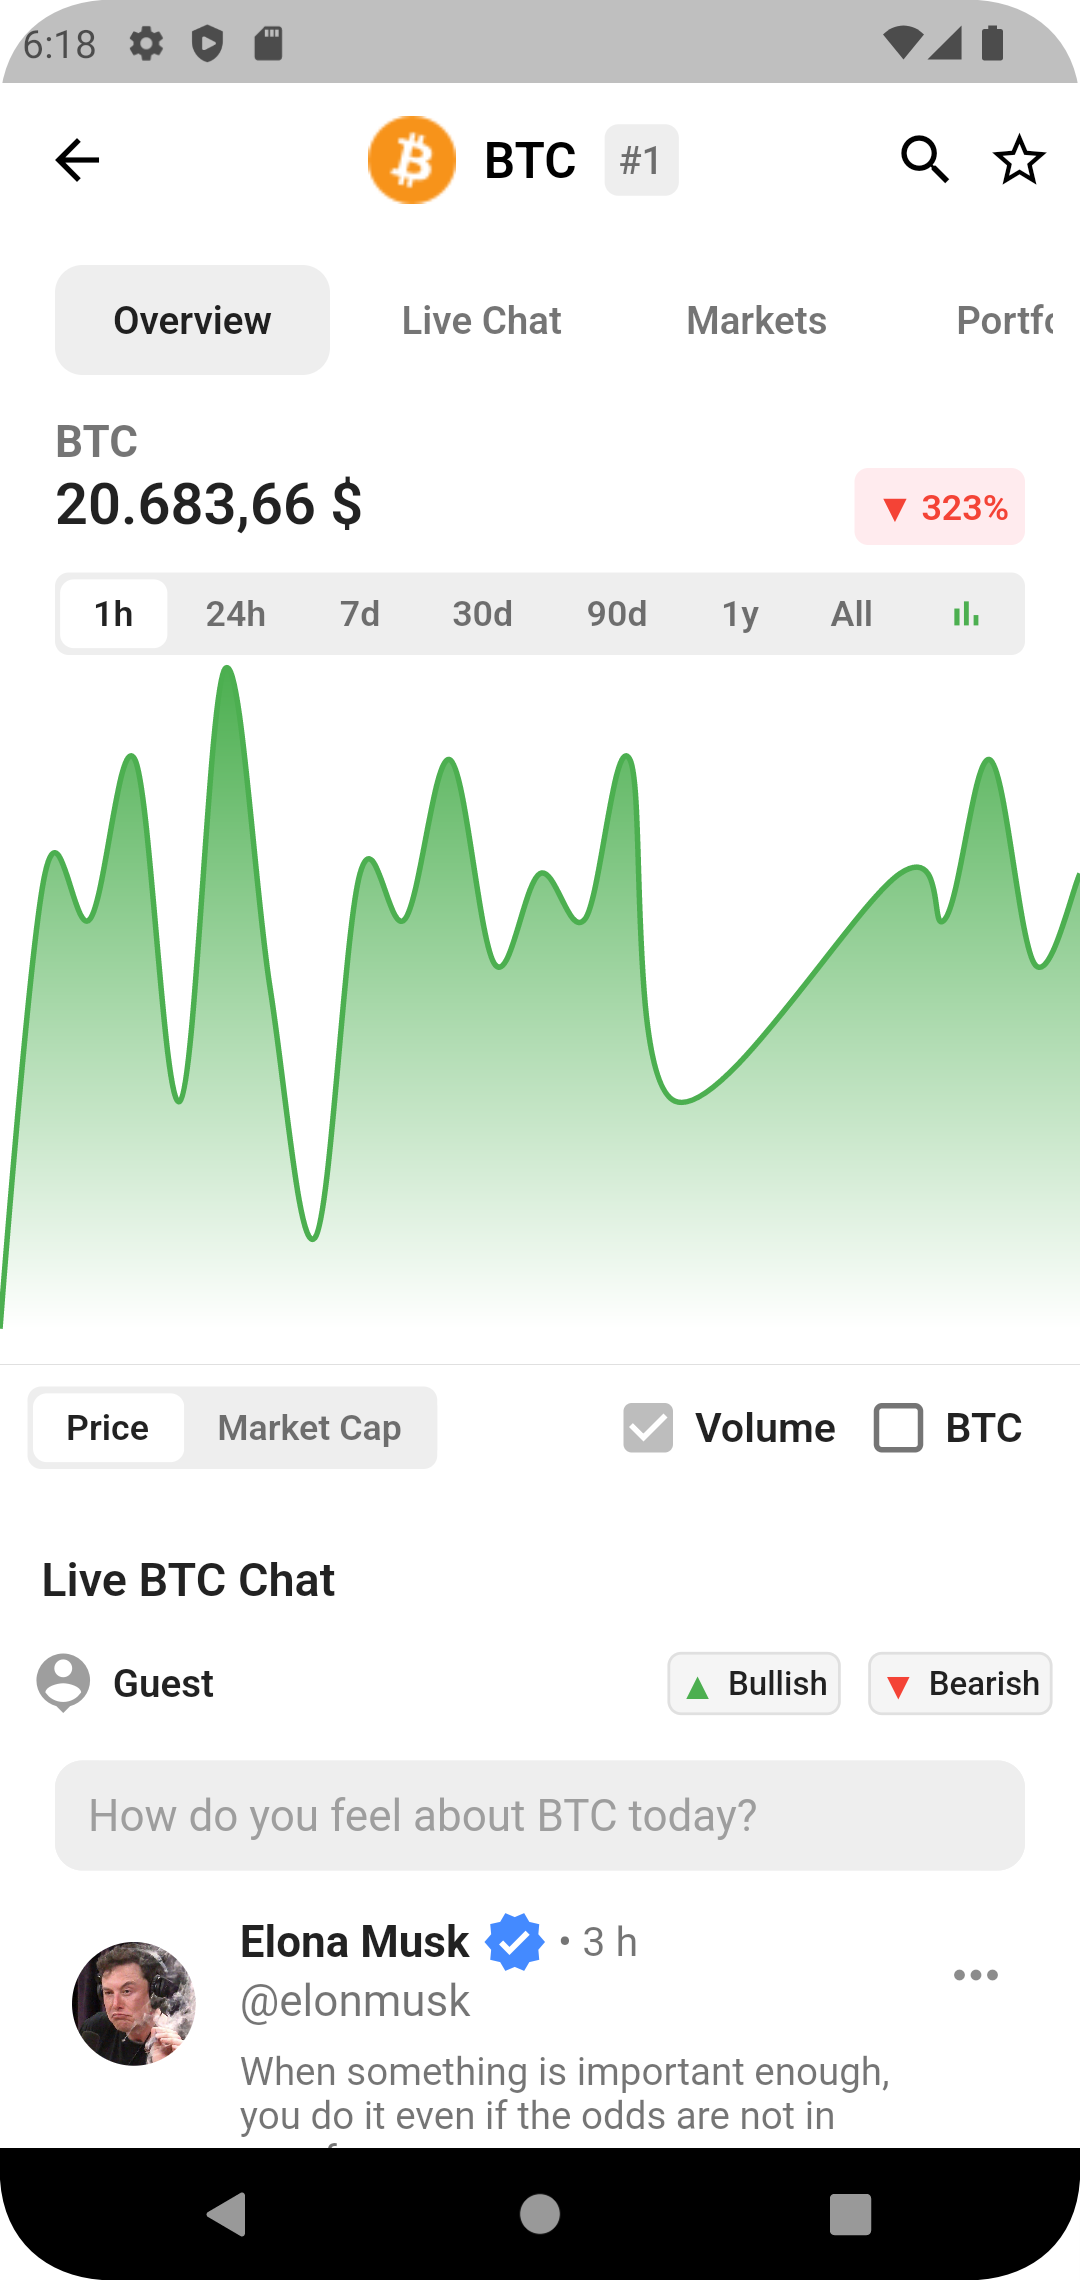 6:18
BTC #1
Overview Live Chat Markets Portfo
BTC
20.683,66 $
▼ 323%
1h 24h 7d 30d 90d 1y All
Price Market Cap Volume BTC
Live BTC Chat
Guest ▲ Bullish ▼ Bearish
How do you feel about BTC today?
Elona Musk • 3 h
@elonmusk
When something is important enough,
you do it even if the odds are not in